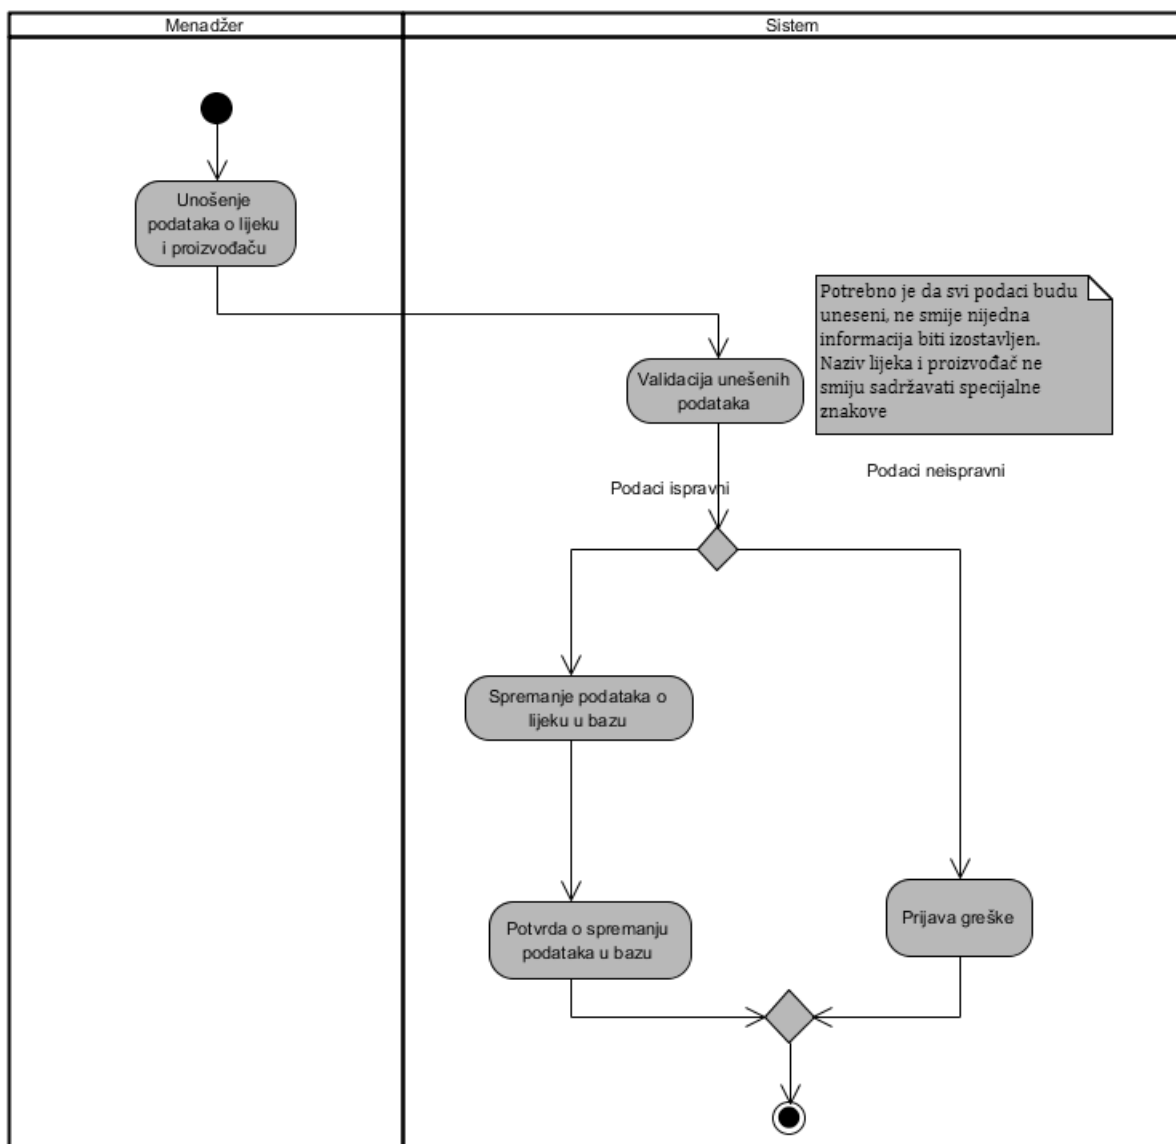 Menadžer
Sistem
Unošenje
podataka o lijeku
i proizvođaču
Potrebno je da svi podaci budu
uneseni, ne smije nijedna
informacija biti izostavljen.
Naziv lijeka i proizvođač ne
smiju sadržavati specijalne
znakove
Validacija unešenih
podataka
Podaci neispravni
Podaci ispravni
Spremanje podataka o
lijeku u bazu
Potvrda o spremanju
podataka u bazu
Prijava greške